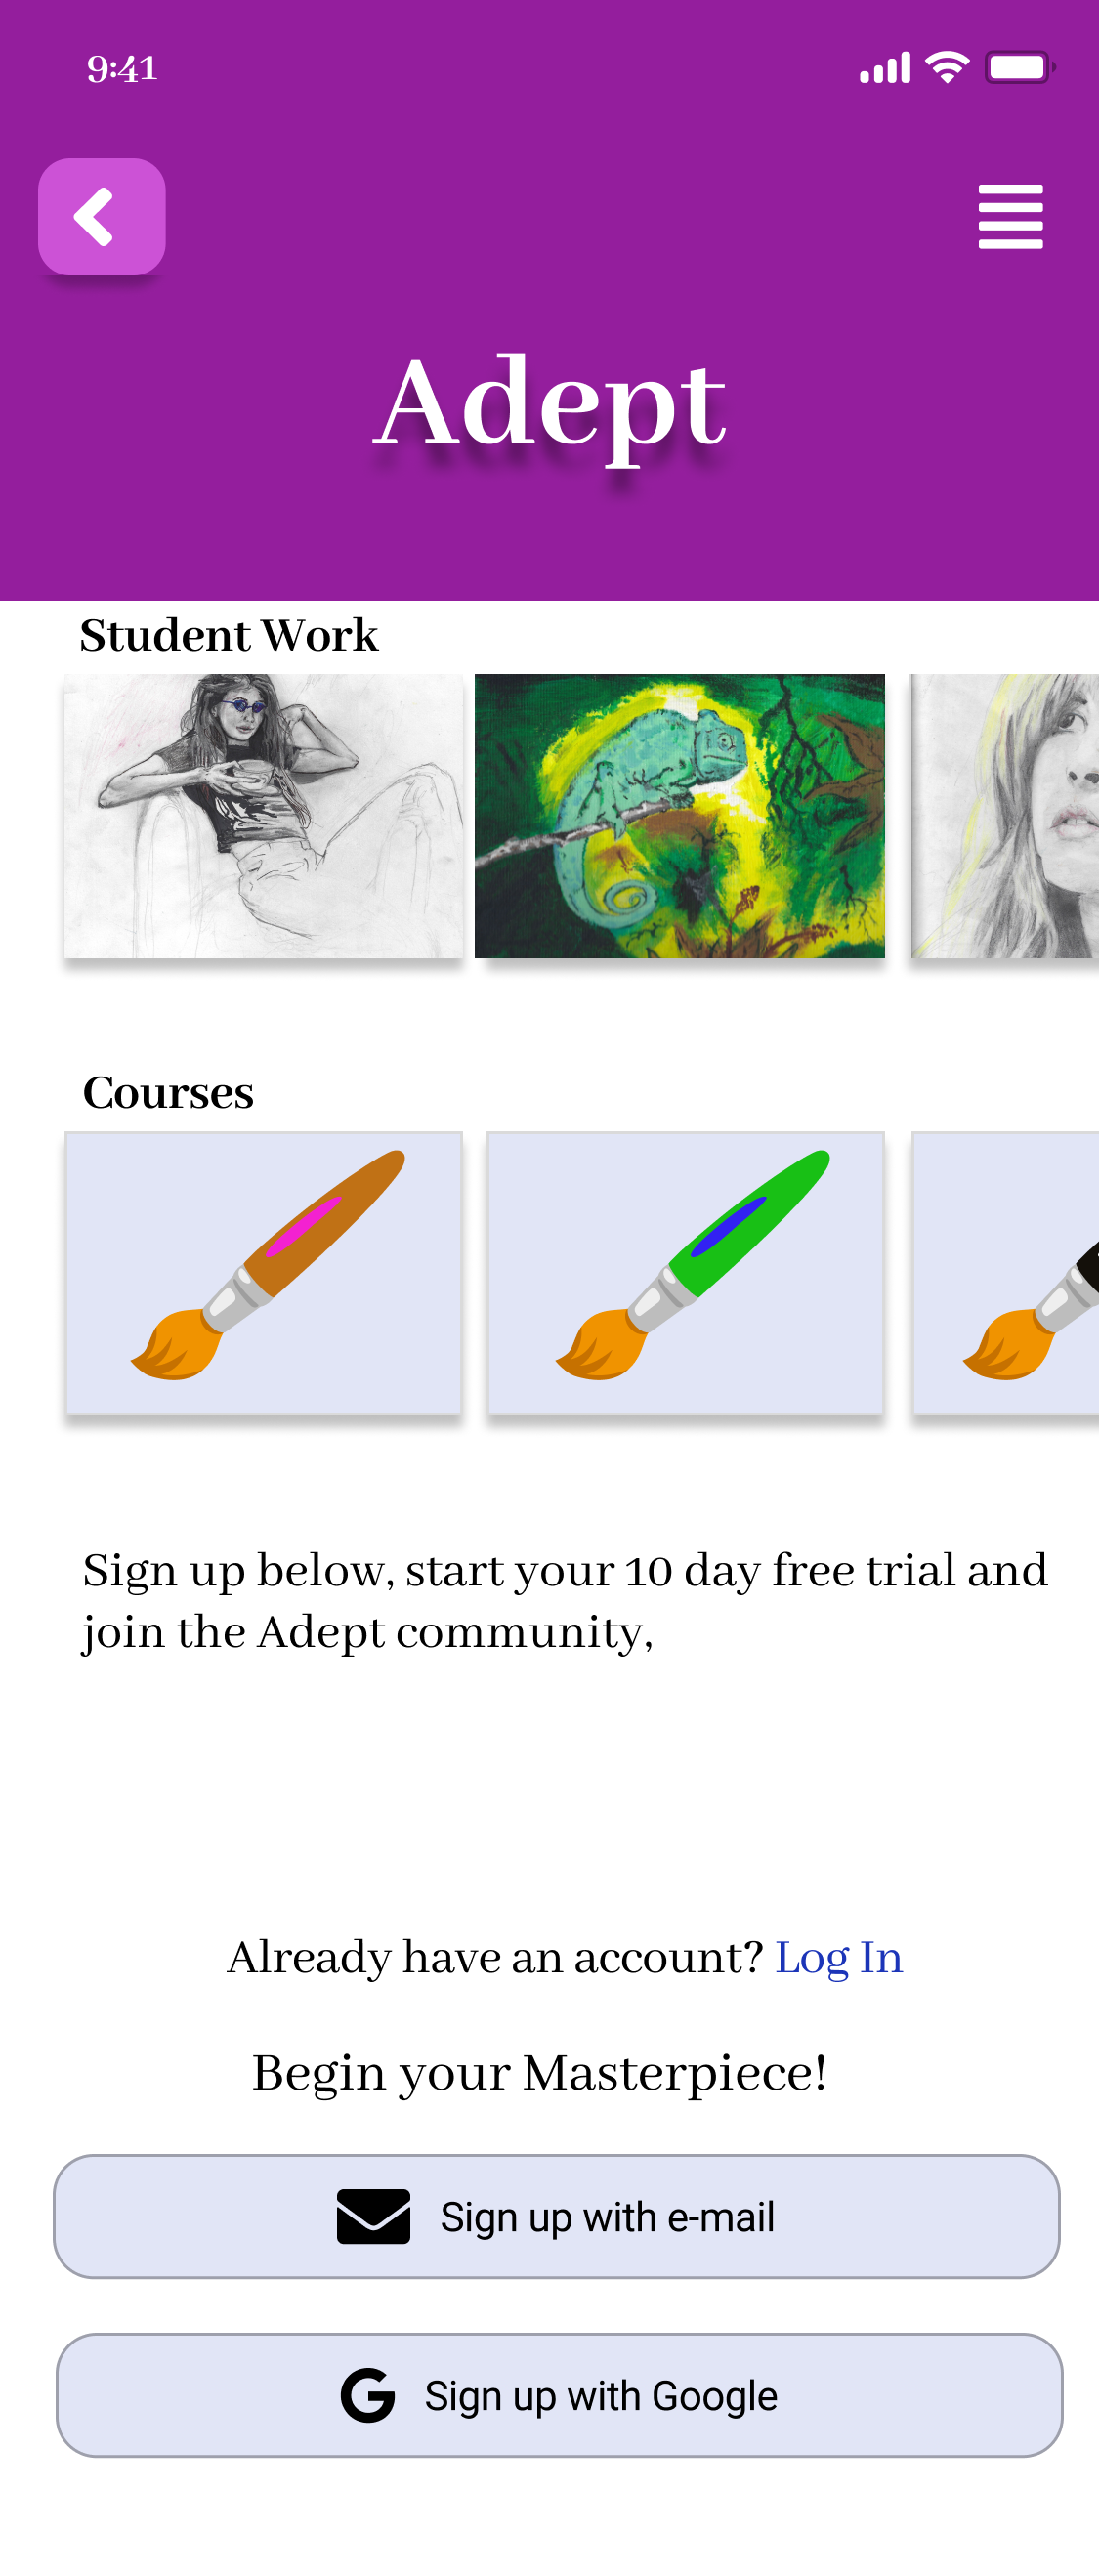 9:41
Adept
Student Work
Courses
Sign up below, start your 10 day free trial and
join the Adept community,
Already have an account? Log In
Begin your Masterpiece!
Sign up with e-mail
Sign up with Google